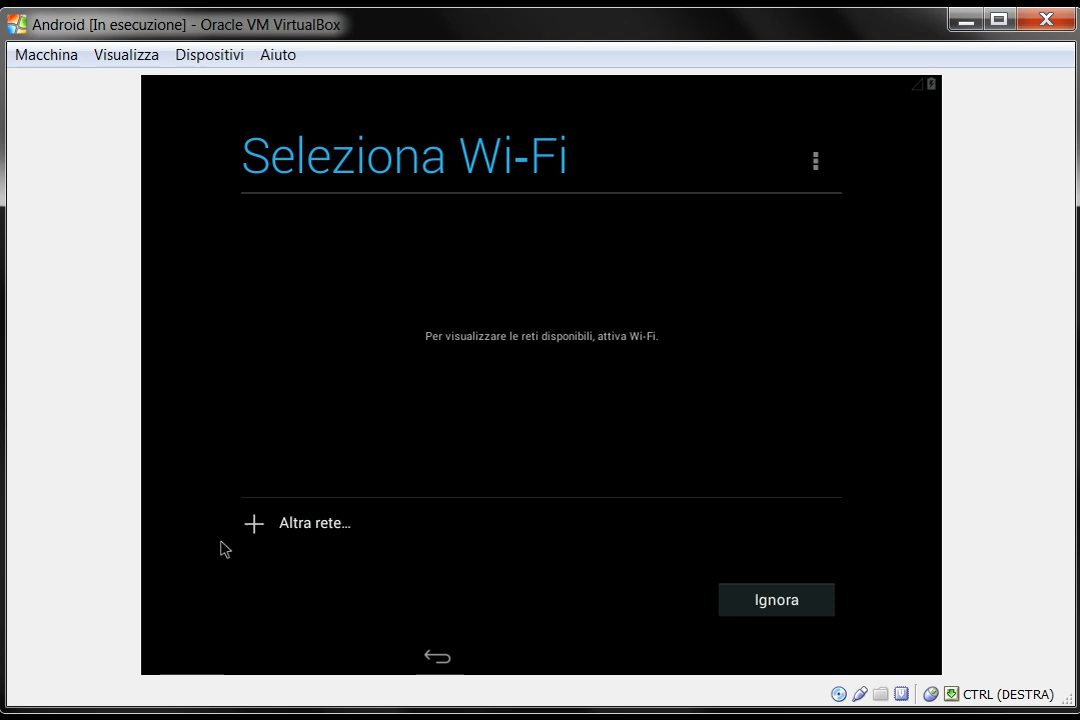 Android [In esecuzione] - Oracle VM VirtualBox
Macchina Visualizza Dispositivi Aiuto
Seleziona Wi-Fi
Per visualizzare le reti disponibili, attiva Wi-Fi.
Altra rete...
Ignora
CTRL (DESTRA)